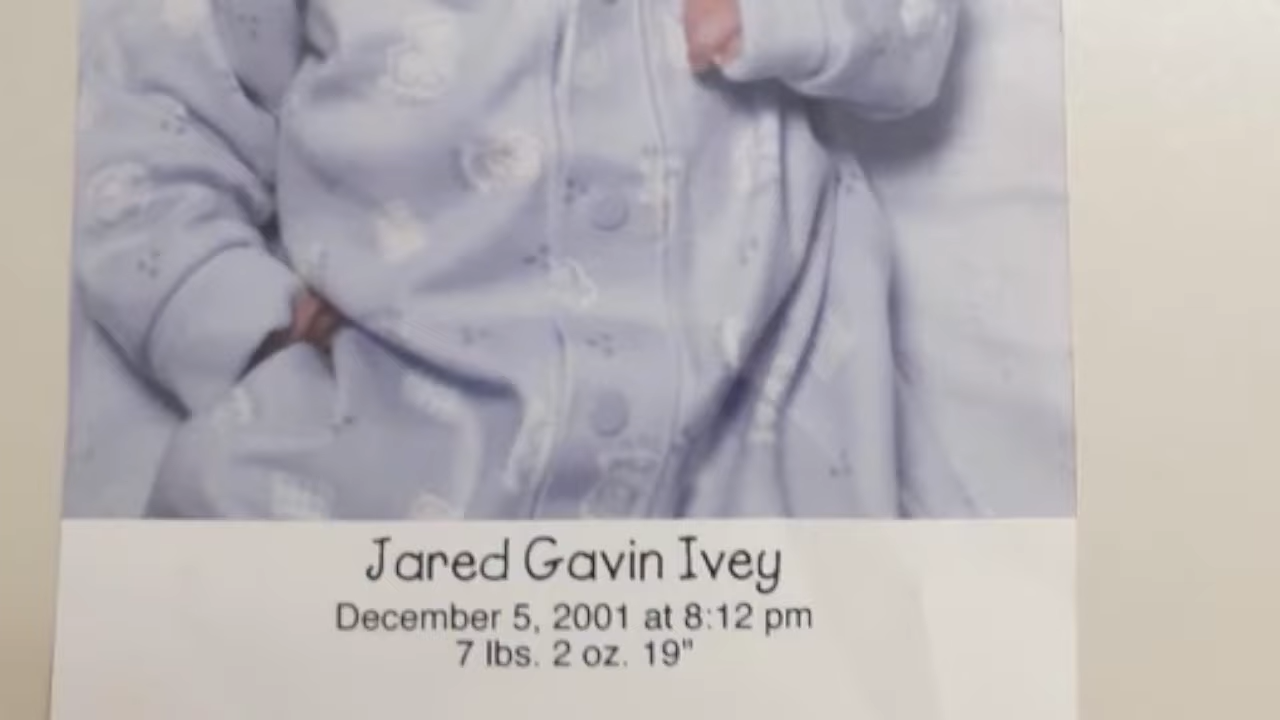 Jared Gavin Ivey
December 5, 2001 at 8:12 pm
7 lbs. 2 oz. 19"